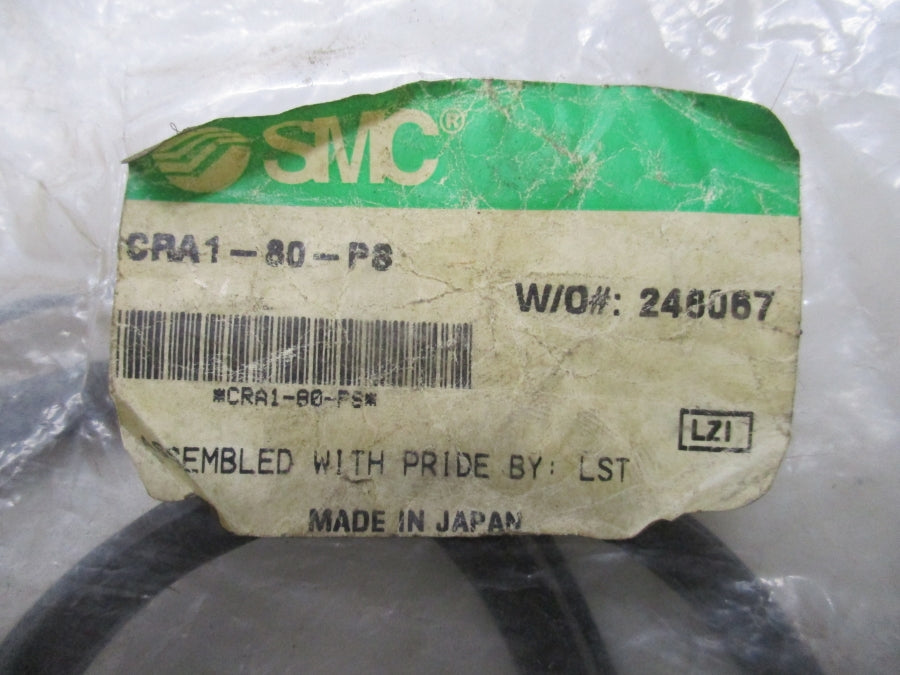 SMC®
CRA1-80-PS
W/O#: 246067
*CRA1-80-PS*
LZI
ASSEMBLED WITH PRIDE BY: LST
MADE IN JAPAN